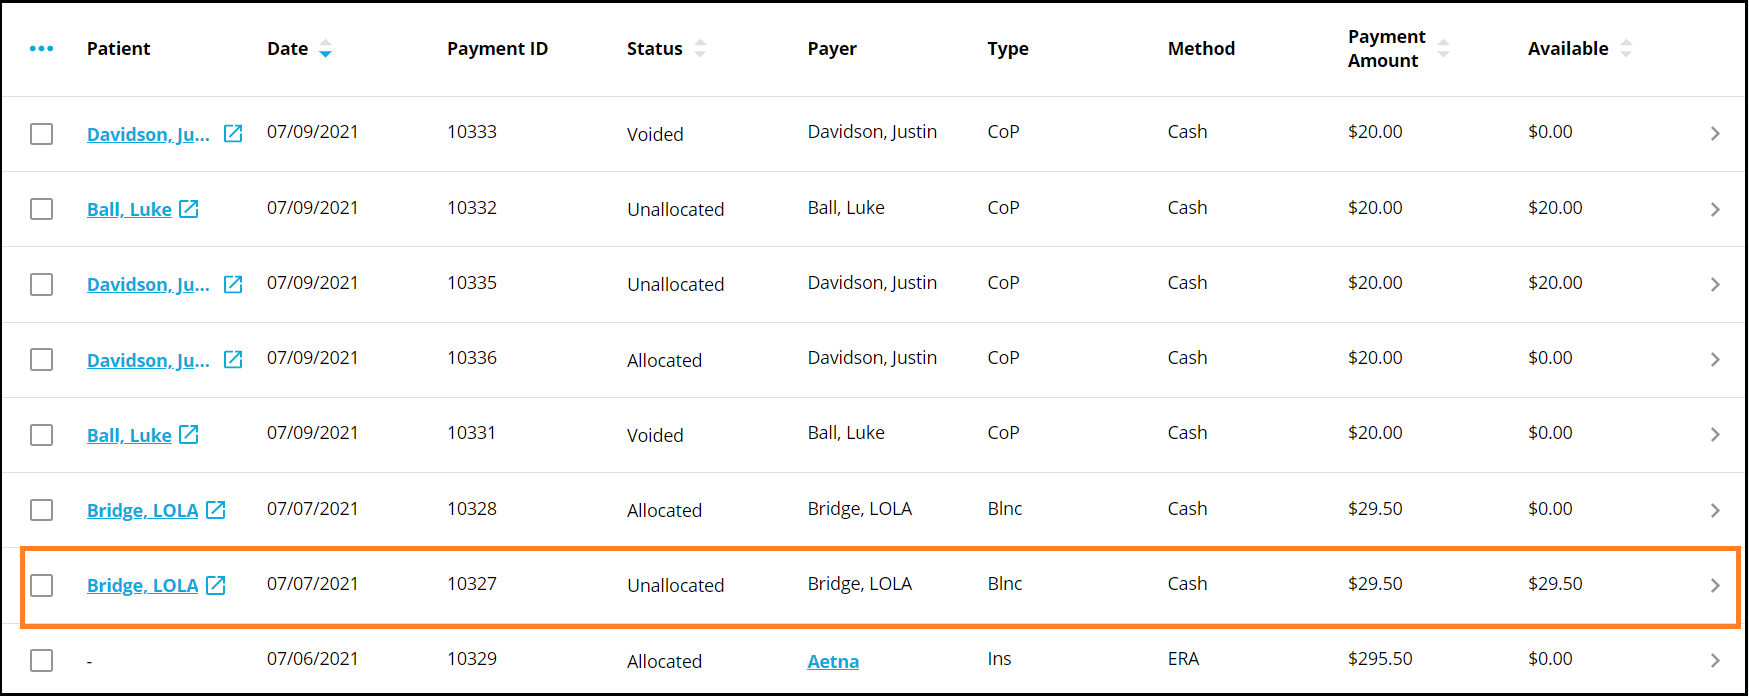 Patient Date Payment ID Status Payer Type Method Payment Amount Available
Davidson, Ju... 07/09/2021 10333 Voided Davidson, Justin CoP Cash $20.00 $0.00
Ball, Luke 07/09/2021 10332 Unallocated Ball, Luke CoP Cash $20.00 $20.00
Davidson, Ju... 07/09/2021 10335 Unallocated Davidson, Justin CoP Cash $20.00 $20.00
Davidson, Ju... 07/09/2021 10336 Allocated Davidson, Justin CoP Cash $20.00 $0.00
Ball, Luke 07/09/2021 10331 Voided Ball, Luke CoP Cash $20.00 $0.00
Bridge, LOLA 07/07/2021 10328 Allocated Bridge, LOLA Blnc Cash $29.50 $0.00
Bridge, LOLA 07/07/2021 10327 Unallocated Bridge, LOLA Blnc Cash $29.50 $29.50
- 07/06/2021 10329 Allocated Aetna Ins ERA $295.50 $0.00